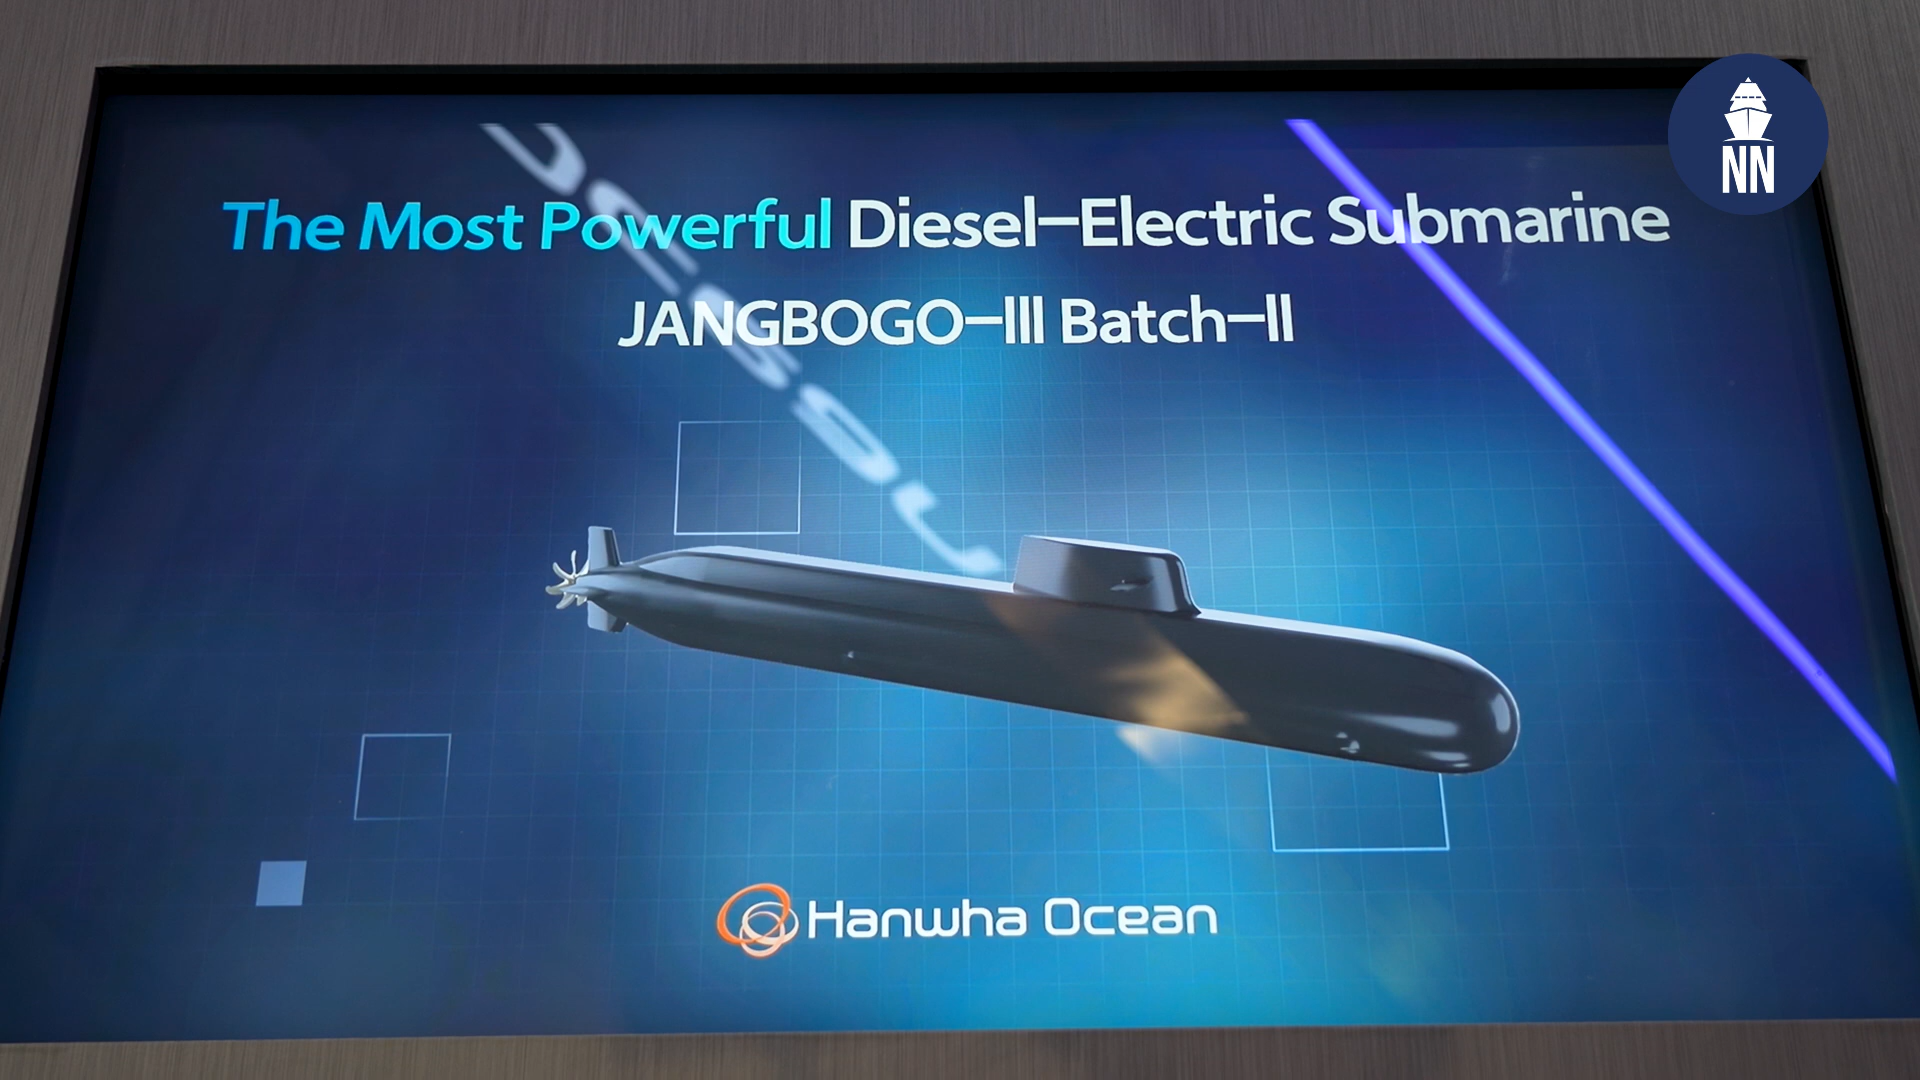 NN
The Most Powerful Diesel-Electric Submarine
JANGBOGO-III Batch-II
Hanwha Ocean